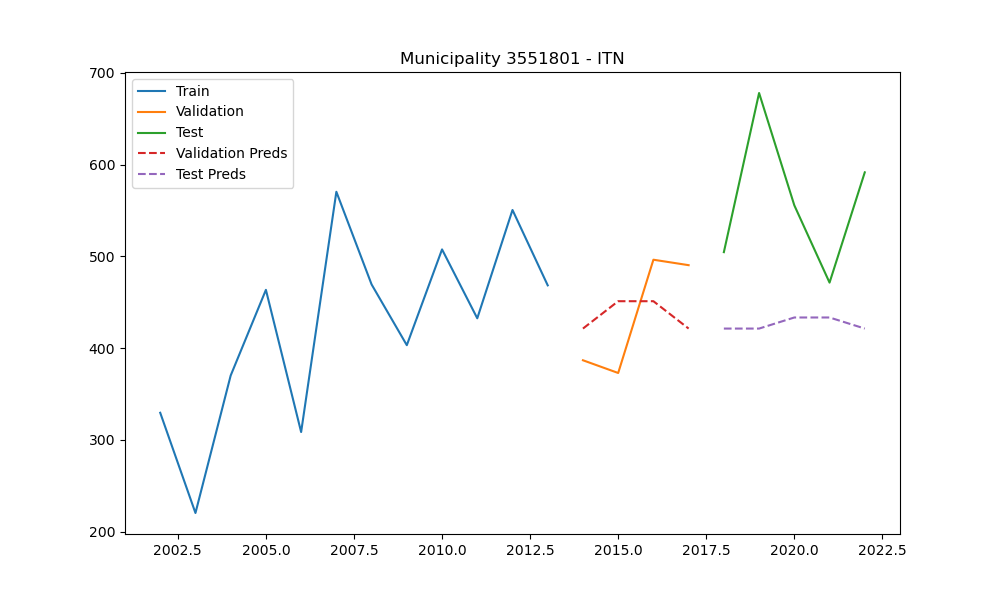 Municipality 3551801 - ITN
700
600
500
400
300
200
Train
Validation
Test
Validation Preds
Test Preds
2002.5 2005.0 2007.5 2010.0 2012.5 2015.0 2017.5 2020.0 2022.5